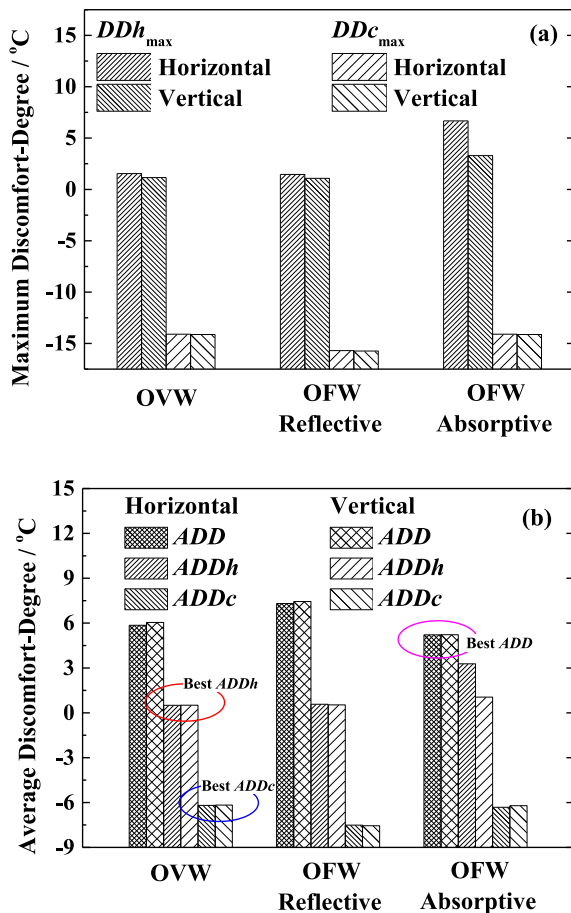 Maximum Discomfort-Degree / °C
15
10
5
0
-5
-10
-15
DDhmax DDcmax (a)
Horizontal Horizontal
Vertical Vertical
OVW OFW OFW
Reflective Absorptive
Average Discomfort-Degree / °C
15
12
9
6
3
0
-3
-6
-9
Horizontal Vertical (b)
ADD ADD
ADDh ADDh
ADDc ADDc
Best ADD
Best ADDh
Best ADDc
OVW OFW OFW
Reflective Absorptive